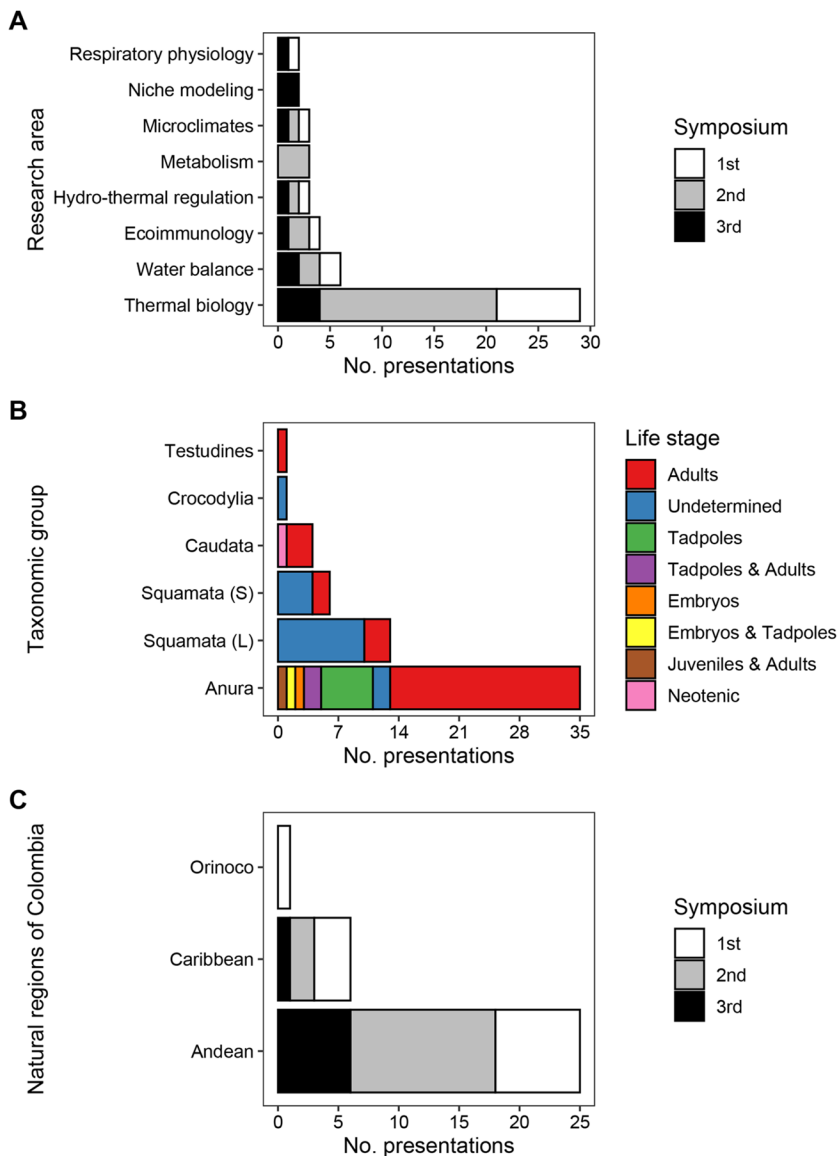 A
Research area
Respiratory physiology
Niche modeling
Microclimates
Metabolism
Hydro-thermal regulation
Ecoimmunology
Water balance
Thermal biology
0 5 10 15 20 25 30
No. presentations
Symposium
1st
2nd
3rd
B
Taxonomic group
Testudines
Crocodylia
Caudata
Squamata (S)
Squamata (L)
Anura
0 7 14 21 28 35
No. presentations
Life stage
Adults
Undetermined
Tadpoles
Tadpoles & Adults
Embryos
Embryos & Tadpoles
Juveniles & Adults
Neotenic
C
Natural regions of Colombia
Orinoco
Caribbean
Andean
0 5 10 15 20 25
No. presentations
Symposium
1st
2nd
3rd